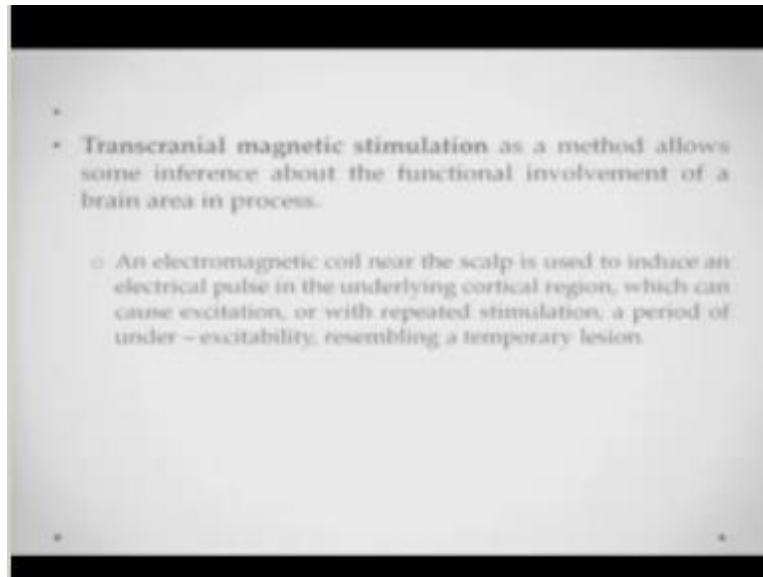 •
• Transcranial magnetic stimulation as a method allows
some inference about the functional involvement of a
brain area in process.
○ An electromagnetic coil near the scalp is used to induce an
electrical pulse in the underlying cortical region, which can
cause excitation, or with repeated stimulation, a period of
under – excitability, resembling a temporary lesion.